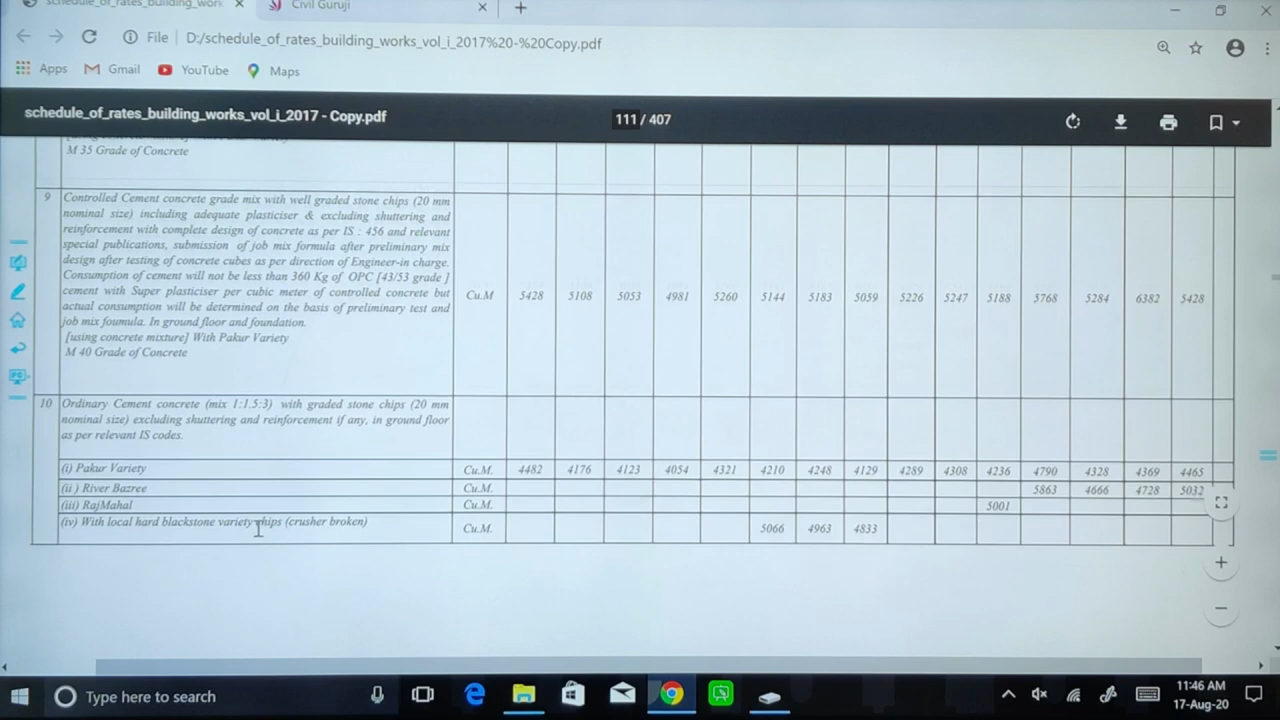 schedule_of_rates_building_work
Civil Guruji
File D:/schedule_of_rates_building_works_vol_i_2017%20-%20Copy.pdf
Apps Gmail YouTube Maps
schedule_of_rates_building_works_vol_i_2017 - Copy.pdf 111 / 407
M 35 Grade of Concrete
9 Controlled Cement concrete grade mix with well graded stone chips (20 mm
nominal size) including adequate plasticiser & excluding shuttering and
reinforcement with complete design of concrete as per IS : 456 and relevant
special publications, submission of job mix formula after preliminary mix
design after testing of concrete cubes as per direction of Engineer-in charge.
Consumption of cement will not be less than 360 Kg of OPC [43/53 grade ]
cement with Super plasticiser per cubic meter of controlled concrete but
actual consumption will be determined on the basis of preliminary test and
job mix foumula. In ground floor and foundation.
[using concrete mixture] With Pakur Variety
M 40 Grade of Concrete
Cu.M 5428 5108 5053 4981 5260 5144 5183 5059 5226 5247 5188 5768 5284 6382 5428
10 Ordinary Cement concrete (mix 1:1.5:3) with graded stone chips (20 mm
nominal size) excluding shuttering and reinforcement if any, in ground floor
as per relevant IS codes.
(i) Pakur Variety Cu.M. 4482 4176 4123 4054 4321 4210 4248 4129 4289 4308 4236 4790 4328 4369 4465
(ii ) River Bazree Cu.M. 5863 4666 4728 5032
(iii) RajMahal Cu.M. 5001
(iv) With local hard blackstone variety chips (crusher broken) Cu.M. 5066 4963 4833
Type here to search
11:46 AM
17-Aug-20